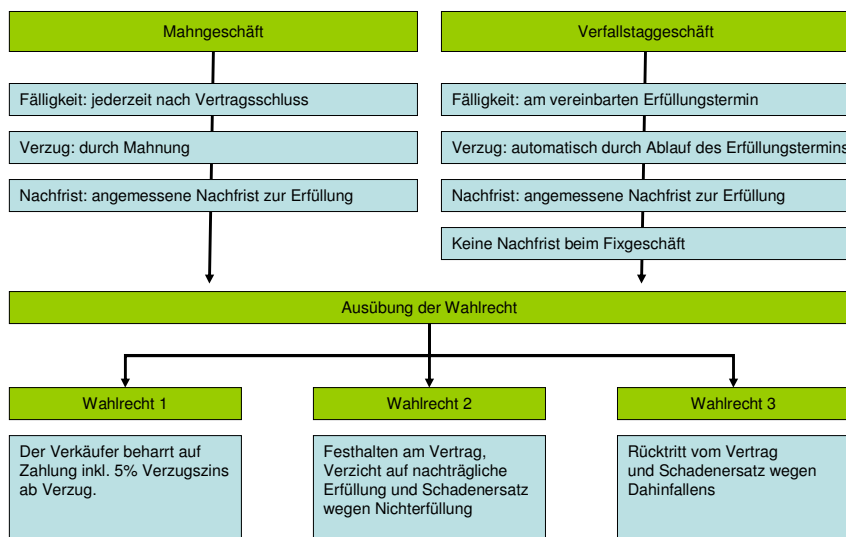 Mahngeschäft
Fälligkeit: jederzeit nach Vertragsschluss
Verzug: durch Mahnung
Nachfrist: angemessene Nachfrist zur Erfüllung
Verfallstaggeschäft
Fälligkeit: am vereinbarten Erfüllungstermin
Verzug: automatisch durch Ablauf des Erfüllungstermins
Nachfrist: angemessene Nachfrist zur Erfüllung
Keine Nachfrist beim Fixgeschäft
Ausübung der Wahlrecht
Wahlrecht 1
Der Verkäufer beharrt auf
Zahlung inkl. 5% Verzugszins
ab Verzug.
Wahlrecht 2
Festhalten am Vertrag,
Verzicht auf nachträgliche
Erfüllung und Schadenersatz
wegen Nichterfüllung
Wahlrecht 3
Rücktritt vom Vertrag
und Schadenersatz wegen
Dahinfallens